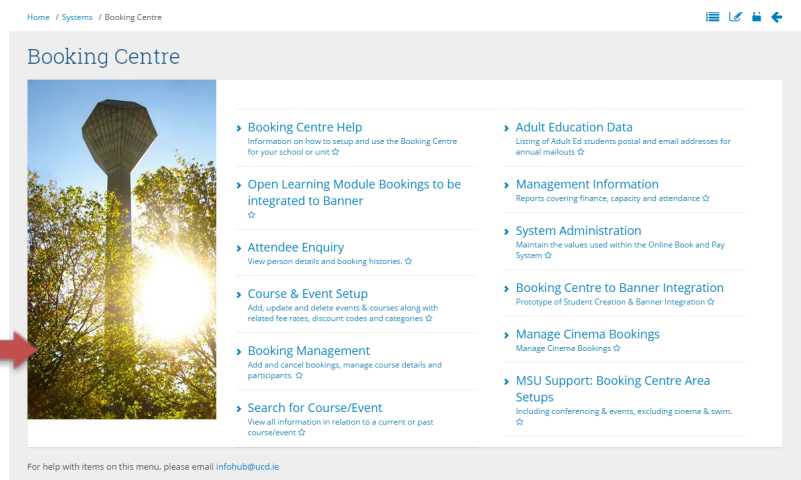 Home / Systems / Booking Centre
Booking Centre
Booking Centre Help
Information on how to setup and use the Booking Centre
for your school or unit
Open Learning Module Bookings to be
integrated to Banner
Attendee Enquiry
View person details and booking histories.
Course & Event Setup
Add, update and delete events & courses along with
related fee rates, discount codes and categories
Booking Management
Add and cancel bookings, manage course details and
participants.
Search for Course/Event
View all information in relation to a current or past
course/event
Adult Education Data
Listing of Adult Ed students postal and email addresses for
annual mailouts
Management Information
Reports covering finance, capacity and attendance
System Administration
Maintain the values used within the Online Book and Pay
System
Booking Centre to Banner Integration
Prototype of Student Creation & Banner Integration
Manage Cinema Bookings
Manage Cinema Bookings
MSU Support: Booking Centre Area
Setups
Including conferencing & events, excluding cinema & swim.
For help with items on this menu, please email infohub@ucd.ie